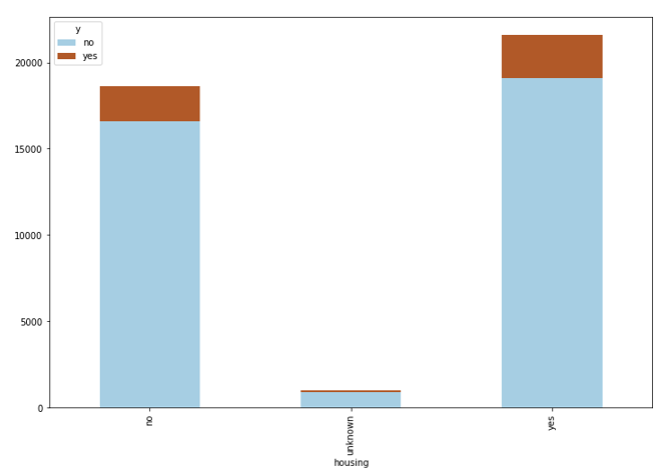 y
no
yes
20000
15000
10000
5000
0
no
unknown
yes
housing